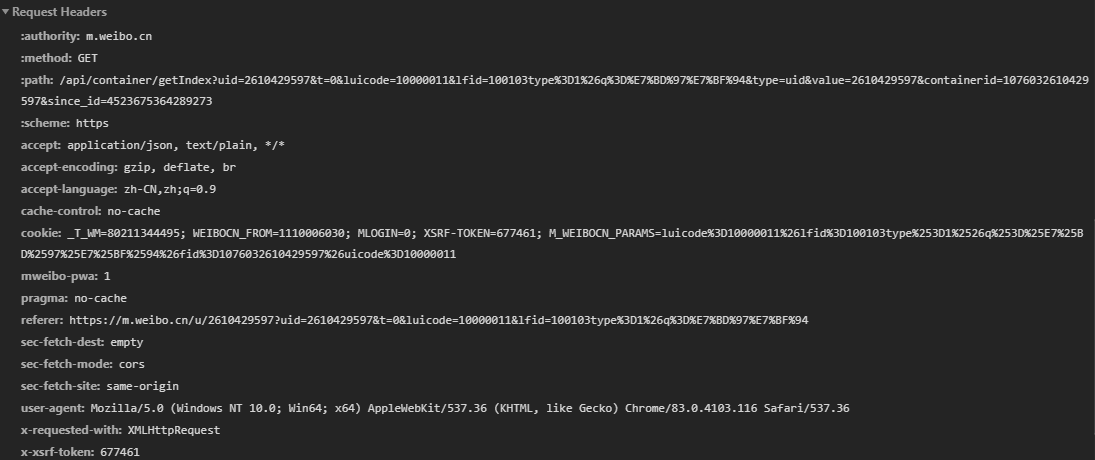 Request Headers
:authority: m.weibo.cn
:method: GET
:path: /api/container/getIndex?uid=2610429597&t=0&luicode=10000011&lfid=100103type%3D1%26q%3D%E7%BD%97%E7%BF%94&type=uid&value=2610429597&containerid=1076032610429
597&since_id=4523675364289273
:scheme: https
accept: application/json, text/plain, */*
accept-encoding: gzip, deflate, br
accept-language: zh-CN,zh;q=0.9
cache-control: no-cache
cookie: _T_WM=80211344495; WEIBOCN_FROM=1110006030; MLOGIN=0; XSRF-TOKEN=677461; M_WEIBOCN_PARAMS=luicode%3D10000011%26lfid%3D100103type%253D1%2526q%253D%25E7%25B
D%2597%25E7%25BF%2594%26fid%3D1076032610429597%26uicode%3D10000011
mweibo-pwa: 1
pragma: no-cache
referer: https://m.weibo.cn/u/2610429597?uid=2610429597&t=0&luicode=10000011&lfid=100103type%3D1%26q%3D%E7%BD%97%E7%BF%94
sec-fetch-dest: empty
sec-fetch-mode: cors
sec-fetch-site: same-origin
user-agent: Mozilla/5.0 (Windows NT 10.0; Win64; x64) AppleWebKit/537.36 (KHTML, like Gecko) Chrome/83.0.4103.116 Safari/537.36
x-requested-with: XMLHttpRequest
x-xsrf-token: 677461